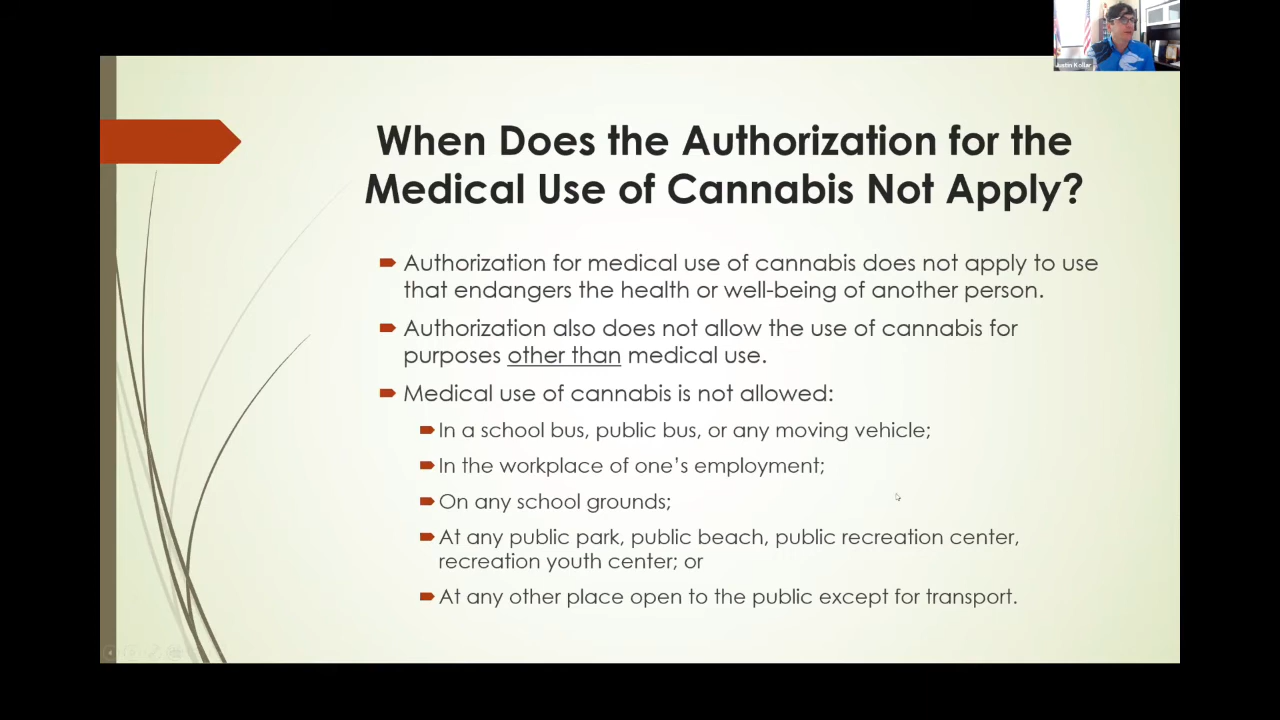 Justin Kollar
When Does the Authorization for the
Medical Use of Cannabis Not Apply?
Authorization for medical use of cannabis does not apply to use
that endangers the health or well-being of another person.
Authorization also does not allow the use of cannabis for
purposes other than medical use.
Medical use of cannabis is not allowed:
In a school bus, public bus, or any moving vehicle;
In the workplace of one’s employment;
On any school grounds;
At any public park, public beach, public recreation center,
recreation youth center; or
At any other place open to the public except for transport.